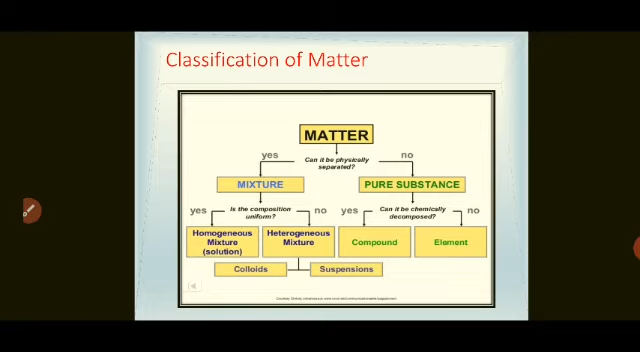 Classification of Matter
MATTER
yes
Can it be physically
separated?
no
MIXTURE
PURE SUBSTANCE
yes
Is the composition
uniform?
no
yes
Can it be chemically
decomposed?
no
Homogeneous
Mixture
(solution)
Heterogeneous
Mixture
Compound
Element
Colloids
Suspensions